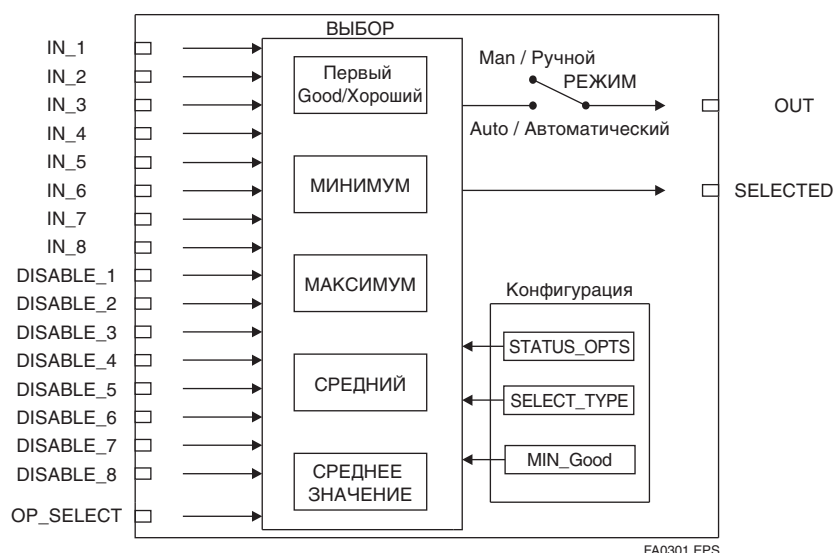 ВЫБОР
IN_1
IN_2
IN_3
IN_4
IN_5
IN_6
IN_7
IN_8
DISABLE_1
DISABLE_2
DISABLE_3
DISABLE_4
DISABLE_5
DISABLE_6
DISABLE_7
DISABLE_8
OP_SELECT
Первый
Good/Хороший
МИНИМУМ
МАКСИМУМ
СРЕДНИЙ
СРЕДНЕЕ
ЗНАЧЕНИЕ
Man / Ручной
РЕЖИМ
Auto / Автоматический
OUT
SELECTED
Конфигурация
STATUS_OPTS
SELECT_TYPE
MIN_Good
FA0301.EPS